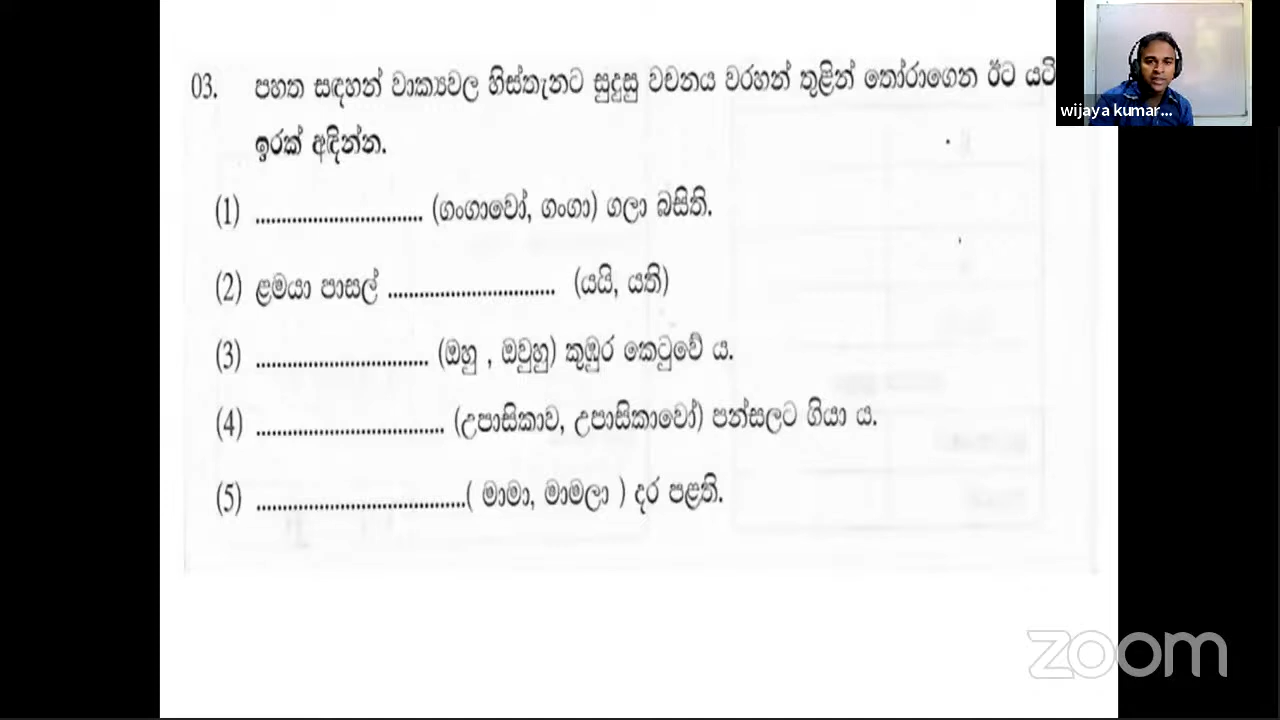 wijaya kumar...
03. පහත සඳහන් වාක්‍යවල හිස්තැනට සුදුසු වචනය වරහන් තුළින් තෝරාගෙන ඊට යටි
ඉරක් අඳින්න.
(1) ................................ (ගංගාවෝ, ගංගා) ගලා බසිති.
(2) ළමයා පාසල් ................................ (යයි, යති)
(3) ................................. (ඔහු , ඔවුහු) කුඹුර කෙටුවේ ය.
(4) .................................... (උපාසිකාව, උපාසිකාවෝ) පන්සලට ගියා ය.
(5) ........................................( මාමා, මාමලා ) දර පළති.
zoom